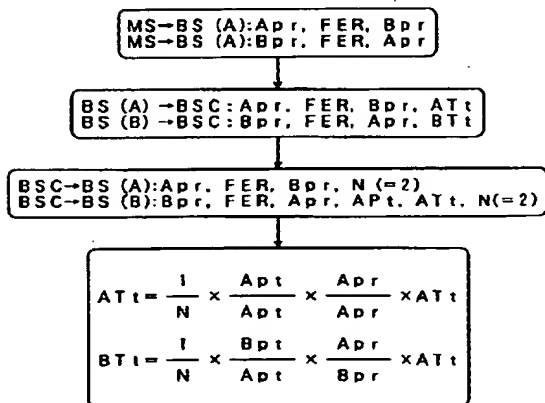 MS→BS (A):Apr, FER, Bpr
MS→BS (A):Bpr, FER, Apr
BS (A) →BSC: Apr, FER, Bpr, ATt
BS (B) →BSC: Bpr, FER, Apr, BTt
BSC→BS (A):Apr, FER, Bpr, N (=2)
BSC→BS (B):Bpr, FER, Apr, APt, ATt, N(=2)
ATt= 1/N × Apt/Apt × Apr/Apr ×ATt
BTt= 1/N × Bpt/Apt × Apr/Bpr ×ATt